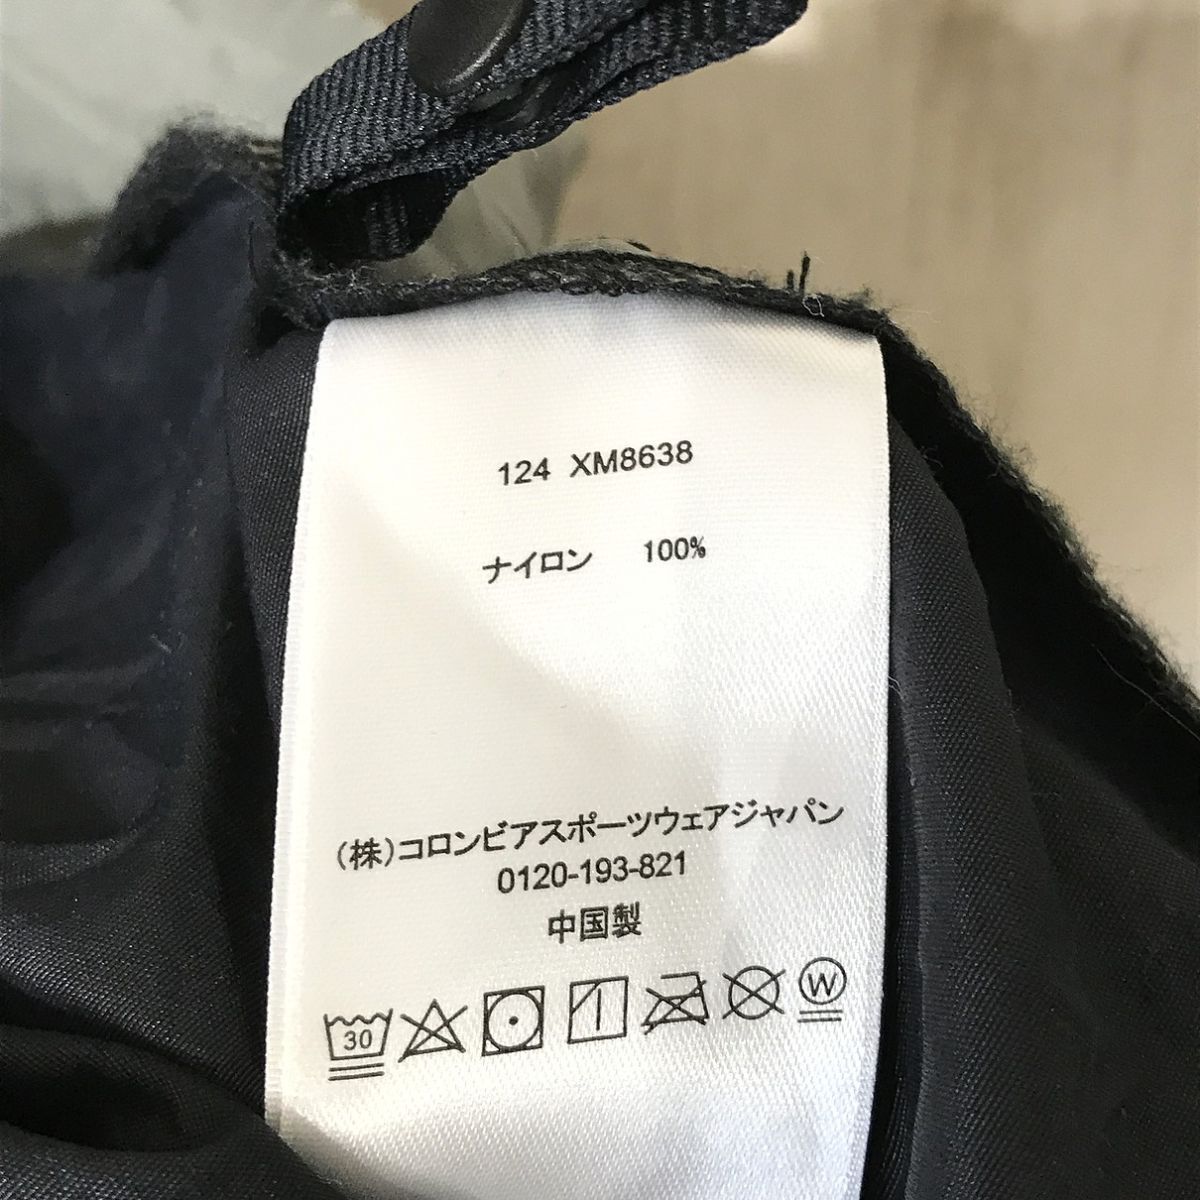 124 XM8638
ナイロン 100%
(株)コロンビアスポーツウェアジャパン
0120-193-821
中国製
30 W